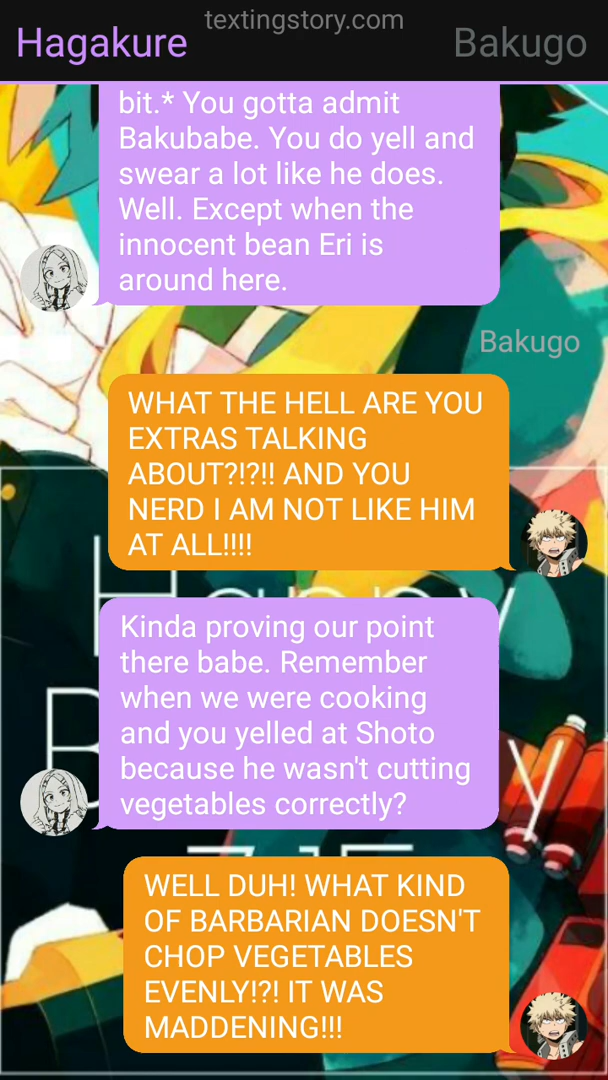 textingstory.com
Hagakure
Bakugo
bit.* You gotta admit
Bakubabe. You do yell and
swear a lot like he does.
Well. Except when the
innocent bean Eri is
around here.
Bakugo
WHAT THE HELL ARE YOU
EXTRAS TALKING
ABOUT?!?!! AND YOU
NERD I AM NOT LIKE HIM
AT ALL!!!!
Kinda proving our point
there babe. Remember
when we were cooking
and you yelled at Shoto
because he wasn't cutting
vegetables correctly?
WELL DUH! WHAT KIND
OF BARBARIAN DOESN'T
CHOP VEGETABLES
EVENLY!?! IT WAS
MADDENING!!!